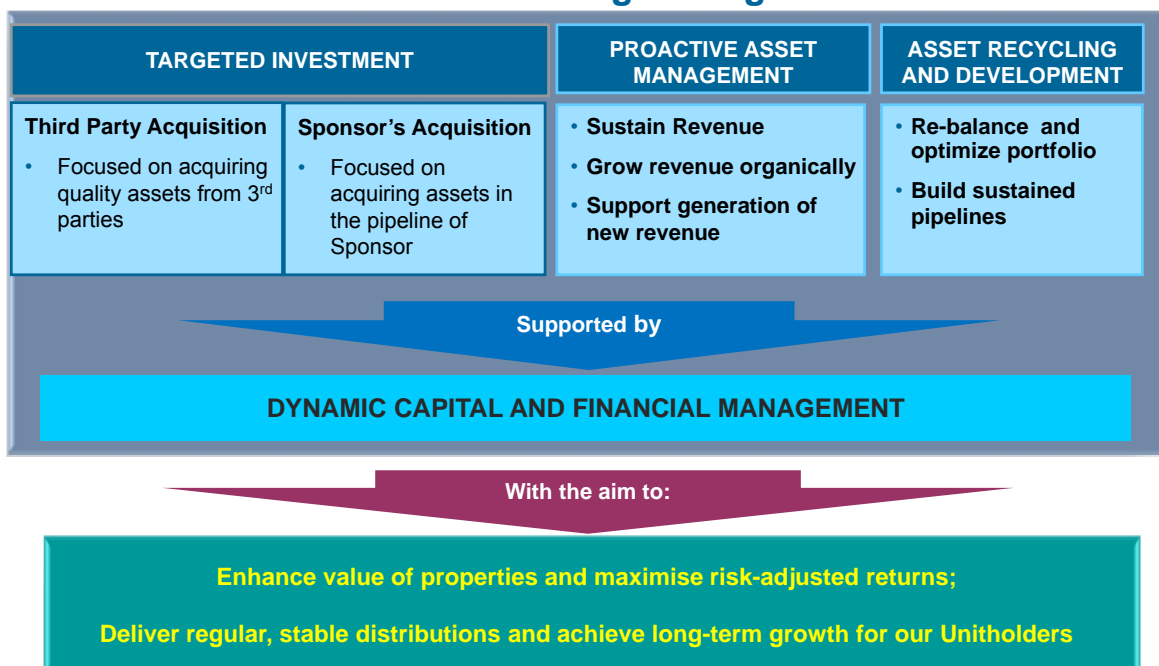 TARGETED INVESTMENT
PROACTIVE ASSET
MANAGEMENT
ASSET RECYCLING
AND DEVELOPMENT
Third Party Acquisition
• Focused on acquiring
quality assets from 3rd
parties
Sponsor's Acquisition
• Focused on
acquiring assets in
the pipeline of
Sponsor
• Sustain Revenue
• Grow revenue organically
• Support generation of
new revenue
• Re-balance and
optimize portfolio
• Build sustained
pipelines
Supported by
DYNAMIC CAPITAL AND FINANCIAL MANAGEMENT
With the aim to:
Enhance value of properties and maximise risk-adjusted returns;
Deliver regular, stable distributions and achieve long-term growth for our Unitholders